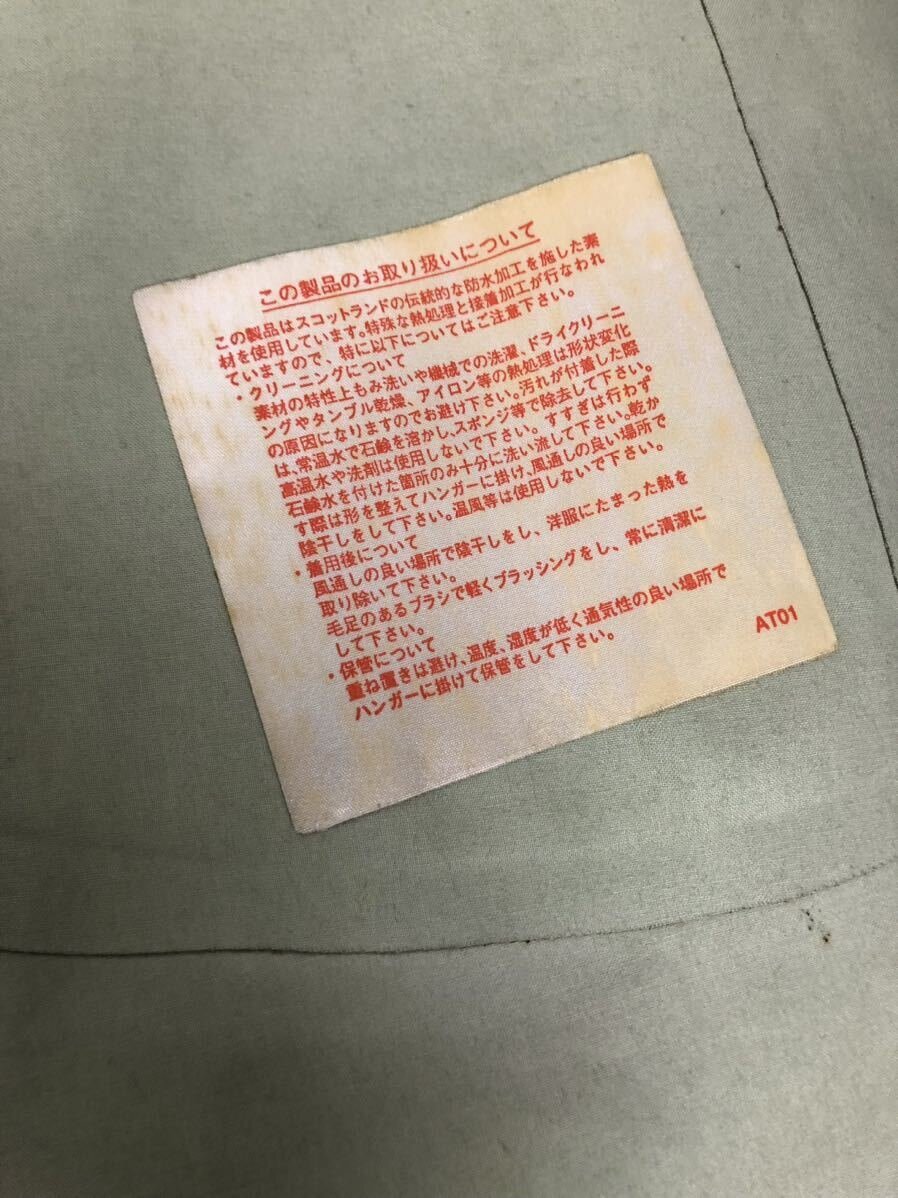 この製品のお取り扱いについて
この製品はスコットランドの伝統的な防水加工を施した素
材を使用しています。特殊な熱処理と接着加工が行なわれ
ていますので、特に以下についてはご注意下さい。
・クリーニングについて
素材の特性上もみ洗いや機械での洗濯、ドライクリーニ
ングやタンブル乾燥、アイロン等の熱処理は形状変化
の原因になりますのでお避け下さい。汚れが付着した際
は、常温水で石鹸を溶かし、スポンジ等で除去して下さい。
高温水や洗剤は使用しないで下さい。すすぎは行わず
石鹸水を付けた箇所のみ十分に洗い流して下さい。乾か
す際は形を整えてハンガーに掛け、風通しの良い場所で
陰干しをして下さい。温風等は使用しないで下さい。
・着用後について
風通しの良い場所で陰干しをし、洋服にたまった熱を
取り除いて下さい。
毛足のあるブラシで軽くブラッシングをし、常に清潔に
して下さい。
・保管について
重ね置きは避け、温度、湿度が低く通気性の良い場所で
ハンガーに掛けて保管をして下さい。
AT01